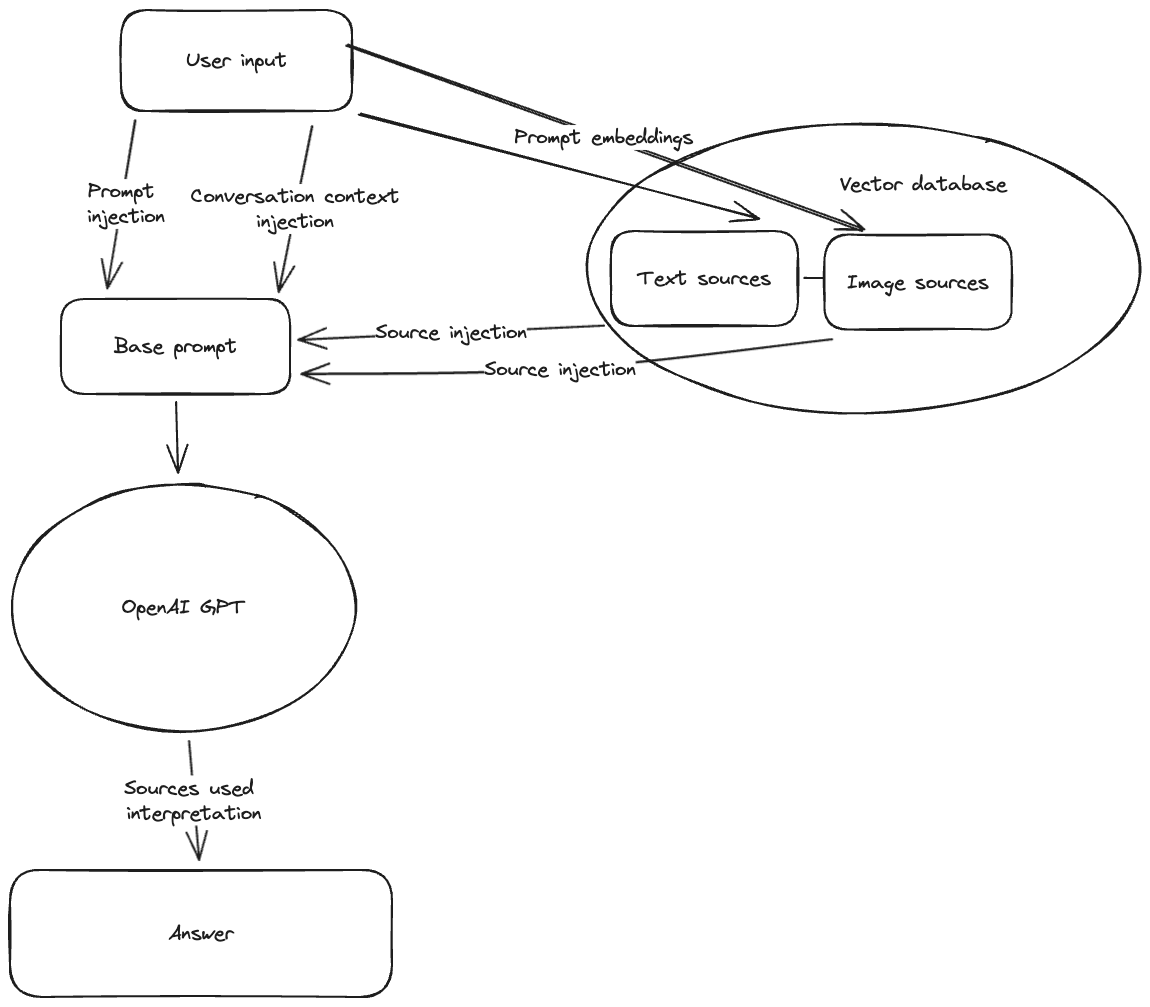 User input
Prompt embeddings
Vector database
Prompt
injection
Conversation context
injection
Text sources
Image sources
Source injection
Base prompt
Source injection
OpenAI GPT
Sources used
interpretation
Answer